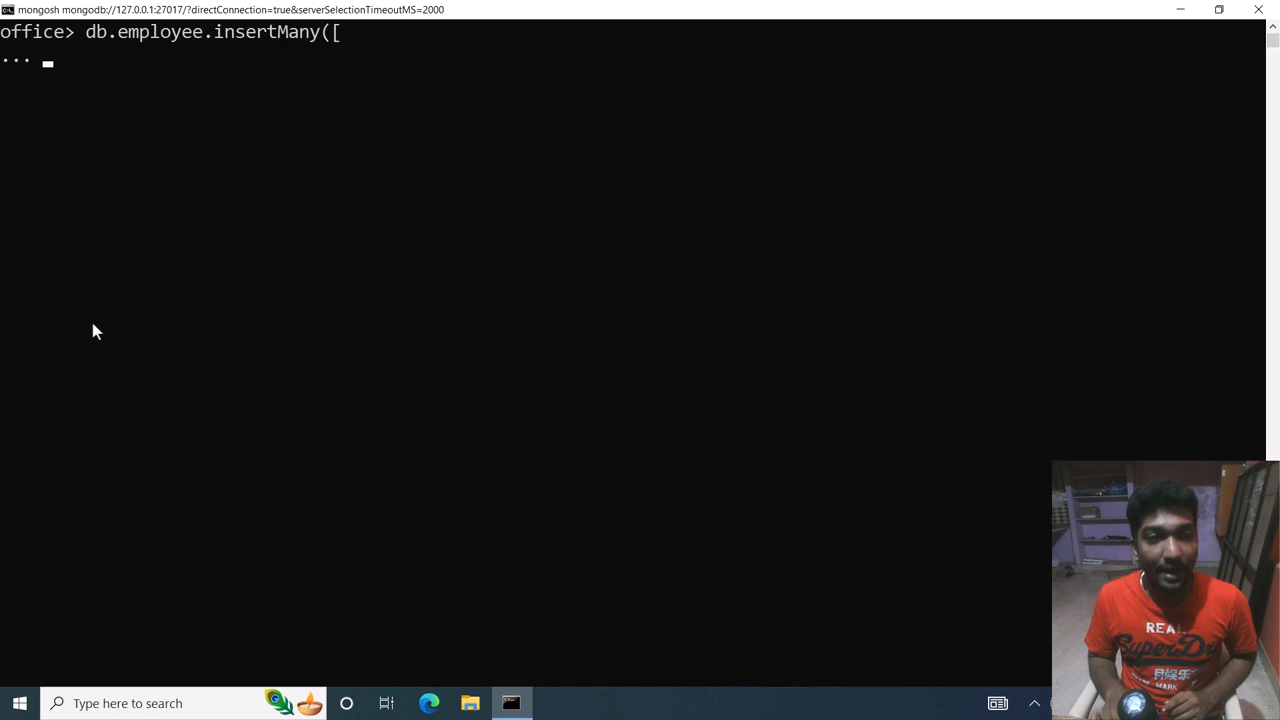 mongosh mongodb://127.0.0.1:27017/?directConnection=true&serverSelectionTimeoutMS=2000
office> db.employee.insertMany([
...
REAL
SuperDry
Type here to search